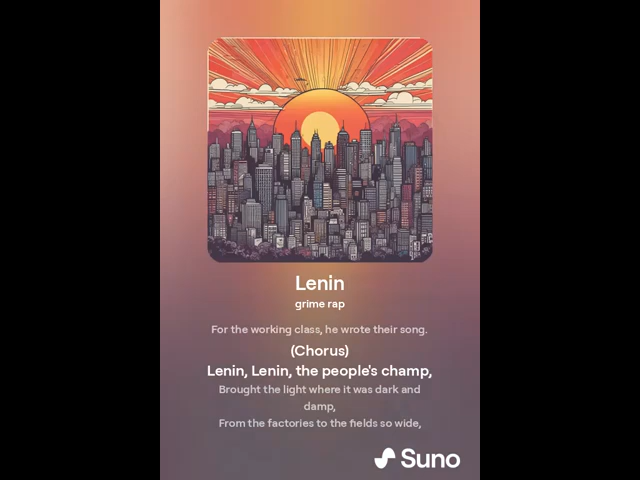 Lenin
grime rap
For the working class, he wrote their song.
(Chorus)
Lenin, Lenin, the people's champ,
Brought the light where it was dark and
damp,
From the factories to the fields so wide,
Suno